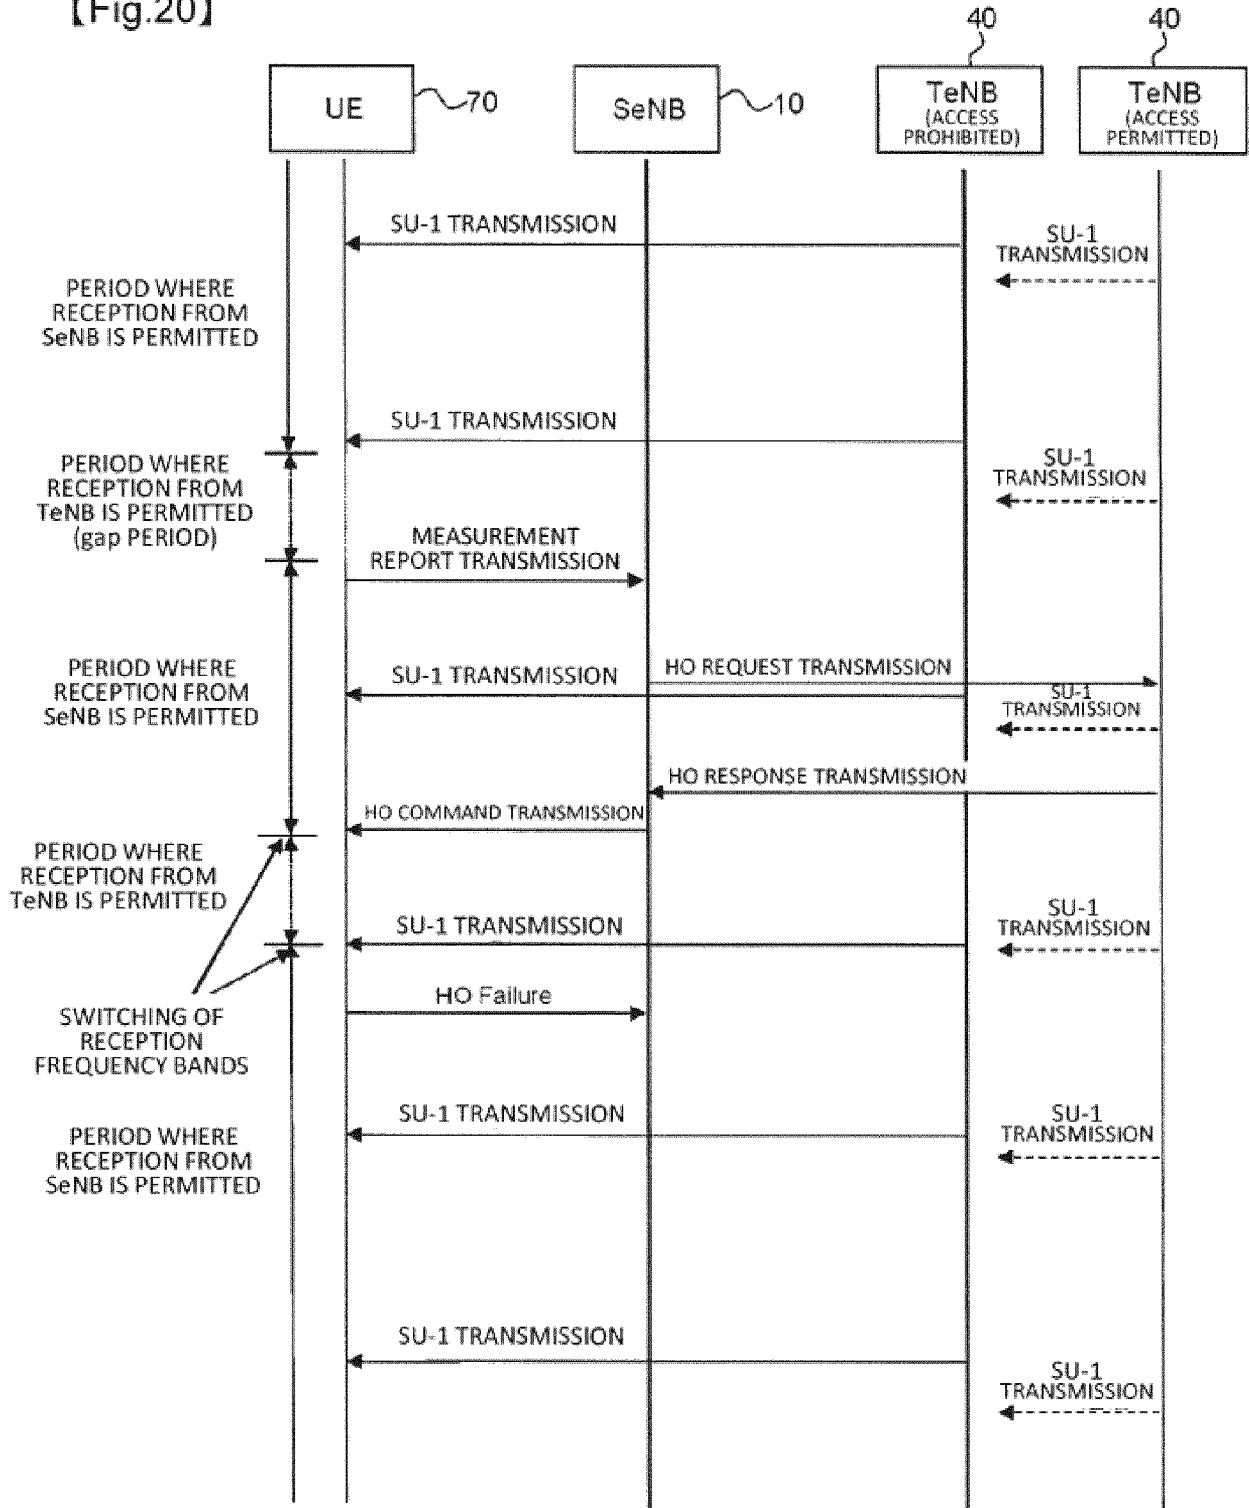 【Fig.20】
40
40
UE
70
SeNB
10
TeNB
(ACCESS
PROHIBITED)
TeNB
(ACCESS
PERMITTED)
SU-1 TRANSMISSION
SU-1
TRANSMISSION
PERIOD WHERE
RECEPTION FROM
SeNB IS PERMITTED
SU-1 TRANSMISSION
SU-1
TRANSMISSION
PERIOD WHERE
RECEPTION FROM
TeNB IS PERMITTED
(gap PERIOD)
MEASUREMENT
REPORT TRANSMISSION
PERIOD WHERE
RECEPTION FROM
SeNB IS PERMITTED
SU-1 TRANSMISSION
HO REQUEST TRANSMISSION
SU-1
TRANSMISSION
HO RESPONSE TRANSMISSION
HO COMMAND TRANSMISSION
PERIOD WHERE
RECEPTION FROM
TeNB IS PERMITTED
SU-1 TRANSMISSION
SU-1
TRANSMISSION
HO Failure
SWITCHING OF
RECEPTION
FREQUENCY BANDS
SU-1 TRANSMISSION
SU-1
TRANSMISSION
PERIOD WHERE
RECEPTION FROM
SeNB IS PERMITTED
SU-1 TRANSMISSION
SU-1
TRANSMISSION